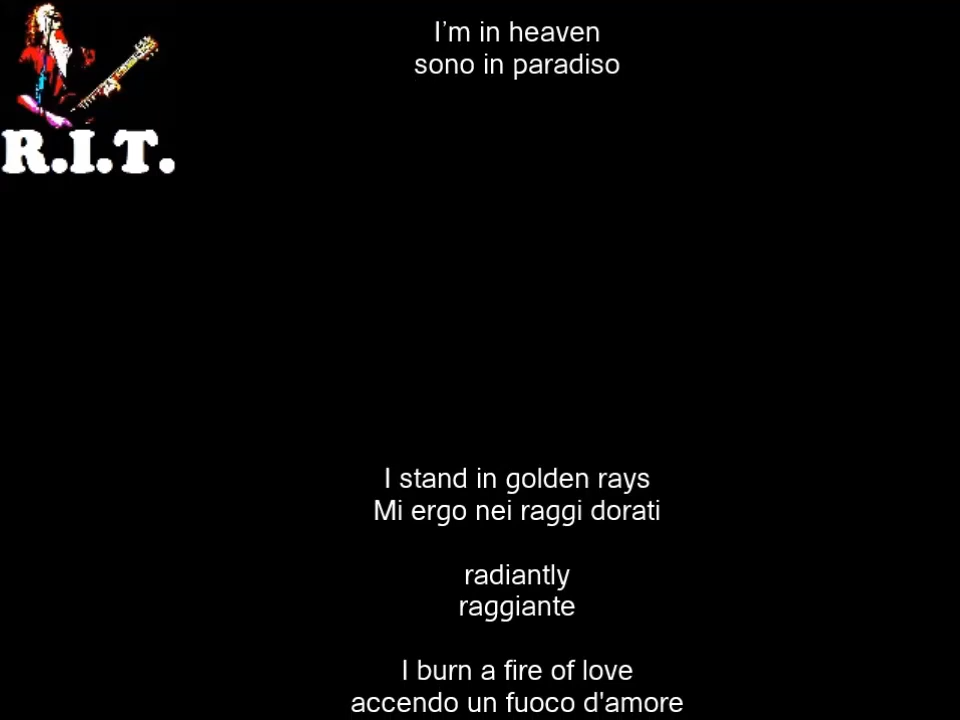 R.I.T.
I’m in heaven
sono in paradiso
I stand in golden rays
Mi ergo nei raggi dorati
radiantly
raggiante
I burn a fire of love
accendo un fuoco d'amore